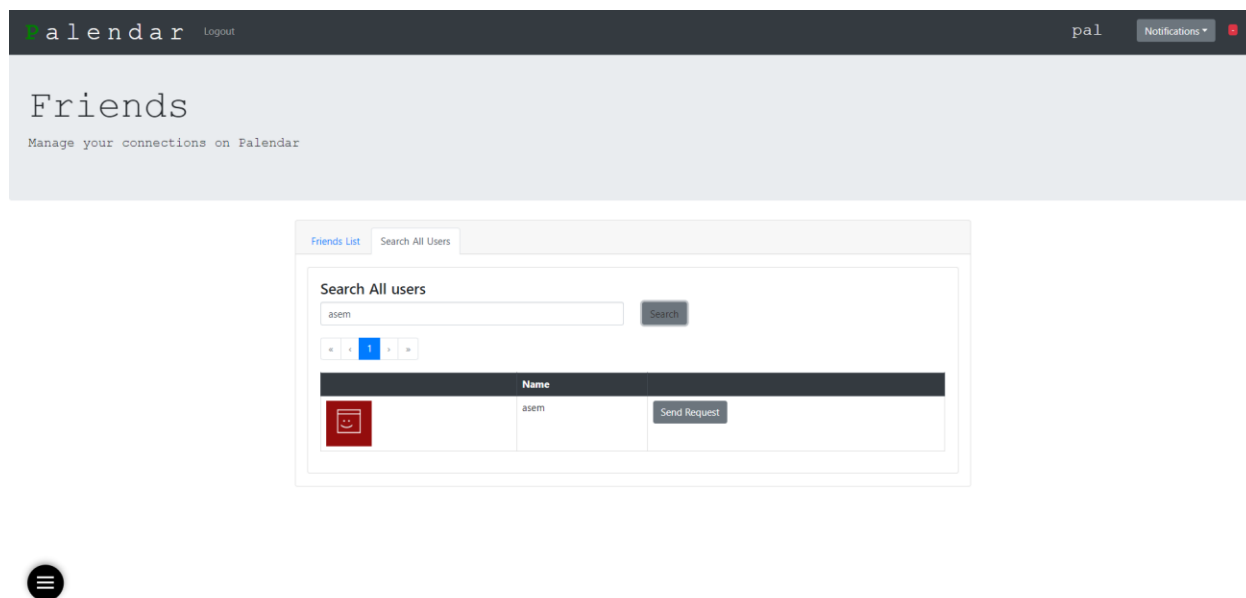 Palendar Logout pal Notifications
Friends
Manage your connections on Palendar
Friends List Search All Users
Search All users
asem Search
« ‹ 1 › »
Name
asem Send Request